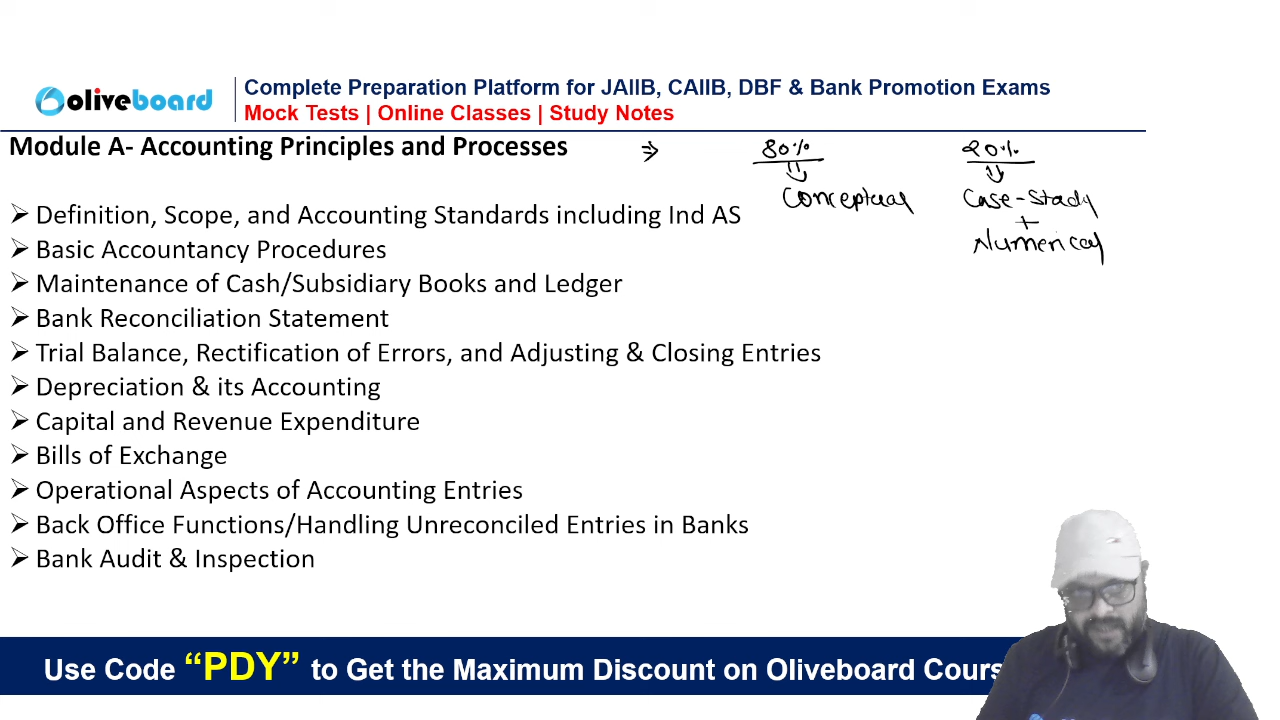 oliveboard
Complete Preparation Platform for JAIIB, CAIIB, DBF & Bank Promotion Exams
Mock Tests | Online Classes | Study Notes
Module A- Accounting Principles and Processes
⇒ 80% 20%
Conceptual Case-Study
+
Numerical
➢ Definition, Scope, and Accounting Standards including Ind AS
➢ Basic Accountancy Procedures
➢ Maintenance of Cash/Subsidiary Books and Ledger
➢ Bank Reconciliation Statement
➢ Trial Balance, Rectification of Errors, and Adjusting & Closing Entries
➢ Depreciation & its Accounting
➢ Capital and Revenue Expenditure
➢ Bills of Exchange
➢ Operational Aspects of Accounting Entries
➢ Back Office Functions/Handling Unreconciled Entries in Banks
➢ Bank Audit & Inspection
Use Code “PDY” to Get the Maximum Discount on Oliveboard Cours